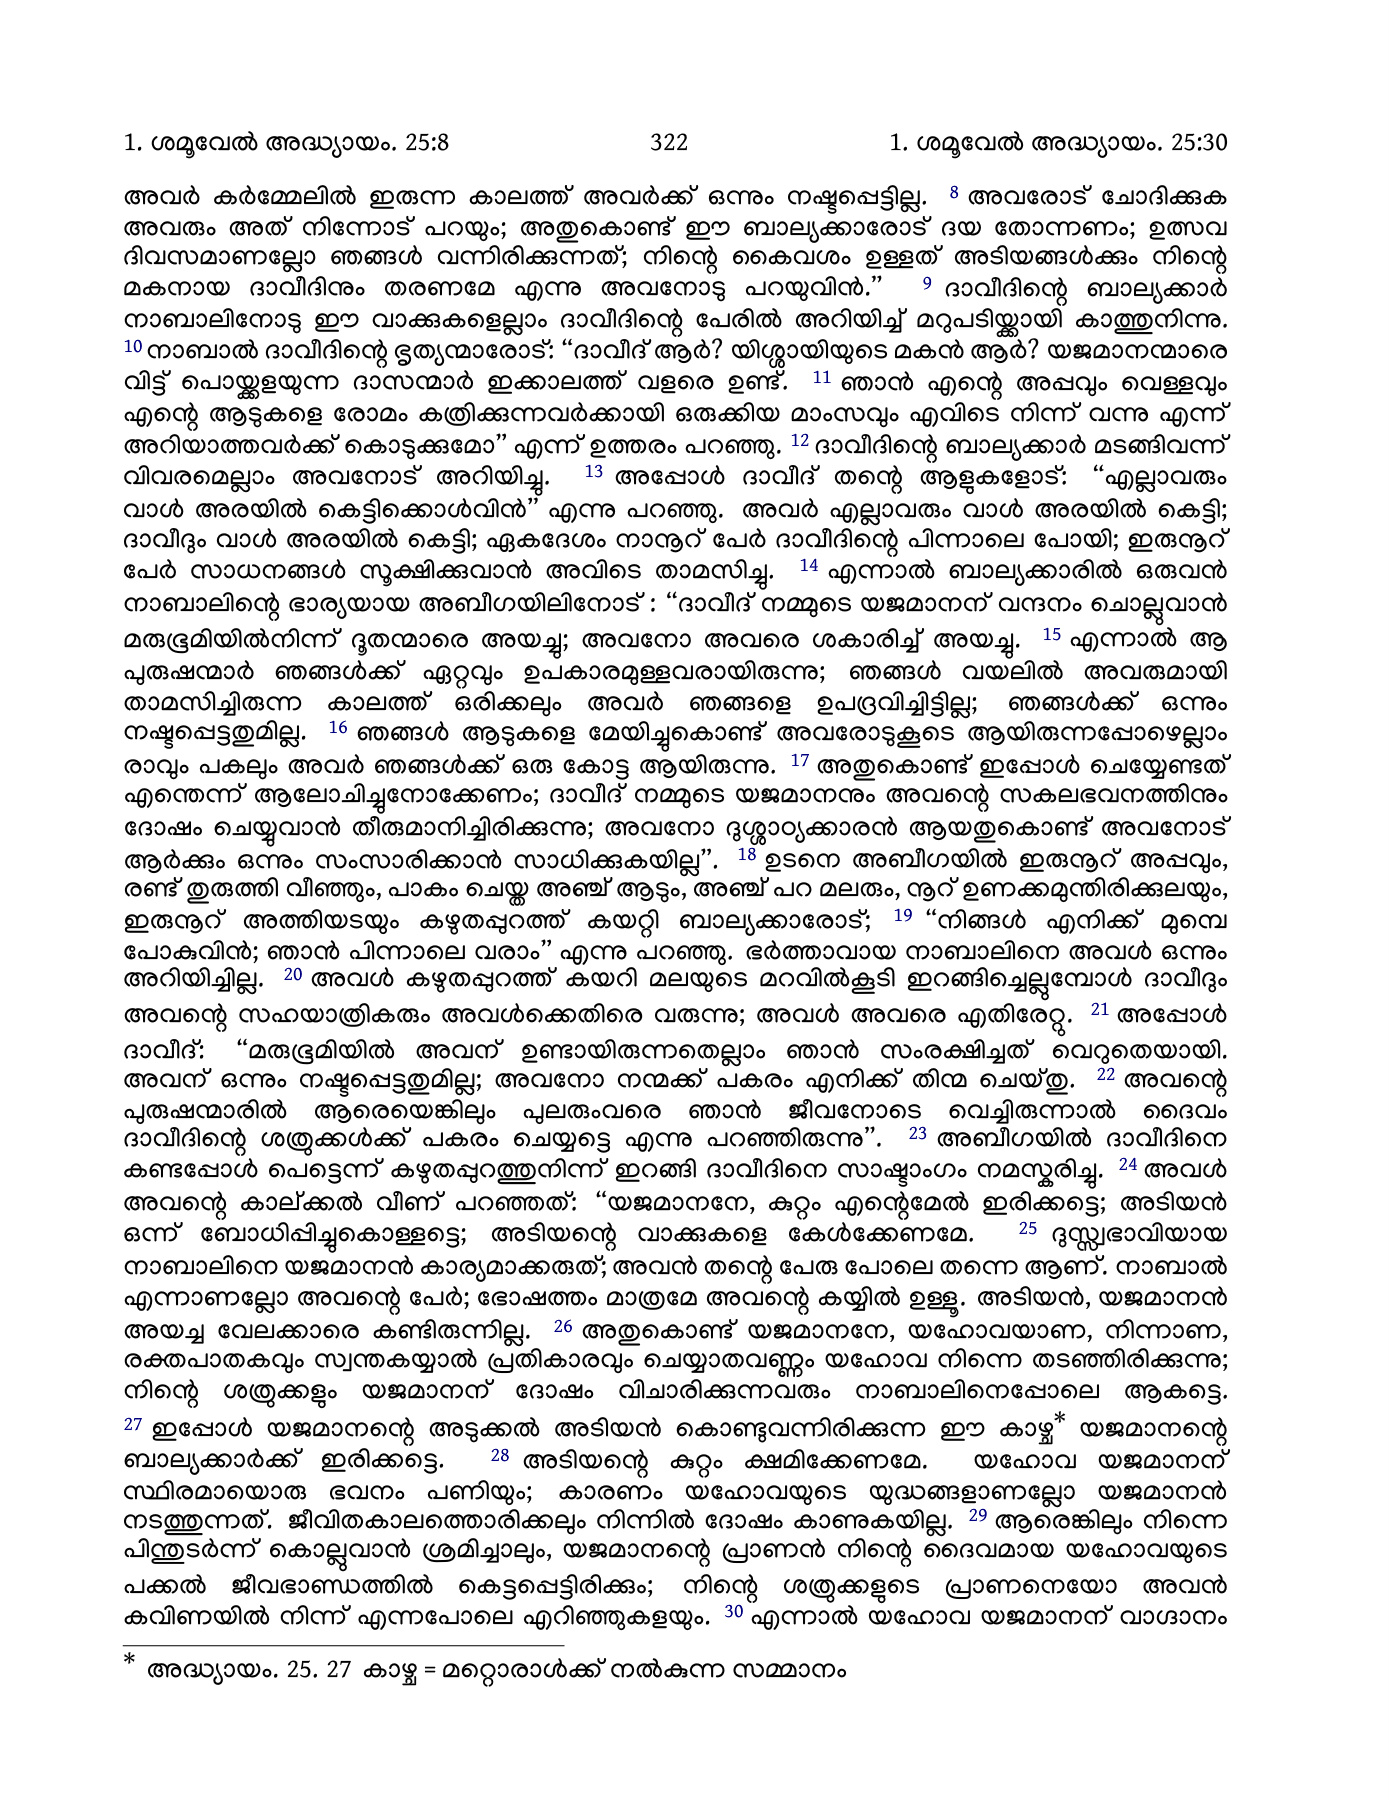 1. ശമൂവേൽ അദ്ധ്യായം. 25:8 322 1. ശമൂവേൽ അദ്ധ്യായം. 25:30
അവർ കർമ്മേലിൽ ഇരുന്ന കാലത്ത് അവർക്ക് ഒന്നും നഷ്ടപ്പെട്ടില്ല. 8 അവരോട് ചോദിക്കുക
അവരും അത് നിന്നോട് പറയും; അതുകൊണ്ട് ഈ ബാല്യക്കാരോട് ദയ തോന്നണം; ഉത്സവ
ദിവസമാണല്ലോ ഞങ്ങൾ വന്നിരിക്കുന്നത്; നിന്റെ കൈവശം ഉള്ളത് അടിയങ്ങൾക്കും നിന്റെ
മകനായ ദാവീദിനും തരണമേ എന്നു അവനോടു പറയുവിൻ.” 9 ദാവീദിന്റെ ബാല്യക്കാർ
നാബാലിനോടു ഈ വാക്കുകളെല്ലാം ദാവീദിന്റെ പേരിൽ അറിയിച്ച് മറുപടിയ്ക്കായി കാത്തുനിന്നു.
10 നാബാൽ ദാവീദിന്റെ ഭൃത്യന്മാരോട്: “ദാവീദ് ആർ? യിശ്ശായിയുടെ മകൻ ആർ? യജമാനന്മാരെ
വിട്ട് പൊയ്ക്കളയുന്ന ദാസന്മാർ ഇക്കാലത്ത് വളരെ ഉണ്ട്. 11 ഞാൻ എന്റെ അപ്പവും വെള്ളവും
എന്റെ ആടുകളെ രോമം കത്രിക്കുന്നവർക്കായി ഒരുക്കിയ മാംസവും എവിടെ നിന്ന് വന്നു എന്ന്
അറിയാത്തവർക്ക് കൊടുക്കുമോ” എന്ന് ഉത്തരം പറഞ്ഞു. 12 ദാവീദിന്റെ ബാല്യക്കാർ മടങ്ങിവന്ന്
വിവരമെല്ലാം അവനോട് അറിയിച്ചു. 13 അപ്പോൾ ദാവീദ് തന്റെ ആളുകളോട്: “എല്ലാവരും
വാൾ അരയിൽ കെട്ടിക്കൊൾവിൻ” എന്നു പറഞ്ഞു. അവർ എല്ലാവരും വാൾ അരയിൽ കെട്ടി;
ദാവീദും വാൾ അരയിൽ കെട്ടി; ഏകദേശം നാനൂറ് പേർ ദാവീദിന്റെ പിന്നാലെ പോയി; ഇരുനൂറ്
പേർ സാധനങ്ങൾ സൂക്ഷിക്കുവാൻ അവിടെ താമസിച്ചു. 14 എന്നാൽ ബാല്യക്കാരിൽ ഒരുവൻ
നാബാലിന്റെ ഭാര്യയായ അബീഗയിലിനോട് : “ദാവീദ് നമ്മുടെ യജമാനന് വന്ദനം ചൊല്ലുവാൻ
മരുഭൂമിയിൽനിന്ന് ദൂതന്മാരെ അയച്ചു; അവനോ അവരെ ശകാരിച്ച് അയച്ചു. 15 എന്നാൽ ആ
പുരുഷന്മാർ ഞങ്ങൾക്ക് ഏറ്റവും ഉപകാരമുള്ളവരായിരുന്നു; ഞങ്ങൾ വയലിൽ അവരുമായി
താമസിച്ചിരുന്ന കാലത്ത് ഒരിക്കലും അവർ ഞങ്ങളെ ഉപദ്രവിച്ചിട്ടില്ല; ഞങ്ങൾക്ക് ഒന്നും
നഷ്ടപ്പെട്ടതുമില്ല. 16 ഞങ്ങൾ ആടുകളെ മേയിച്ചുകൊണ്ട് അവരോടുകൂടെ ആയിരുന്നപ്പോഴെല്ലാം
രാവും പകലും അവർ ഞങ്ങൾക്ക് ഒരു കോട്ട ആയിരുന്നു. 17 അതുകൊണ്ട് ഇപ്പോൾ ചെയ്യേണ്ടത്
എന്തെന്ന് ആലോചിച്ചുനോക്കേണം; ദാവീദ് നമ്മുടെ യജമാനനും അവന്റെ സകലഭവനത്തിനും
ദോഷം ചെയ്യുവാൻ തീരുമാനിച്ചിരിക്കുന്നു; അവനോ ദുശ്ശാഠ്യക്കാരൻ ആയതുകൊണ്ട് അവനോട്
ആർക്കും ഒന്നും സംസാരിക്കാൻ സാധിക്കുകയില്ല”. 18 ഉടനെ അബീഗയിൽ ഇരുനൂറ് അപ്പവും,
രണ്ട് തുരുത്തി വീഞ്ഞും, പാകം ചെയ്ത അഞ്ച് ആടും, അഞ്ച് പറ മലരും, നൂറ് ഉണക്കമുന്തിരിക്കുലയും,
ഇരുനൂറ് അത്തിയടയും കഴുതപ്പുറത്ത് കയറ്റി ബാല്യക്കാരോട്; 19 “നിങ്ങൾ എനിക്ക് മുമ്പെ
പോകുവിൻ; ഞാൻ പിന്നാലെ വരാം” എന്നു പറഞ്ഞു. ഭർത്താവായ നാബാലിനെ അവൾ ഒന്നും
അറിയിച്ചില്ല. 20 അവൾ കഴുതപ്പുറത്ത് കയറി മലയുടെ മറവിൽകൂടി ഇറങ്ങിച്ചെല്ലുമ്പോൾ ദാവീദും
അവന്റെ സഹയാത്രികരും അവൾക്കെതിരെ വരുന്നു; അവൾ അവരെ എതിരേറ്റു. 21 അപ്പോൾ
ദാവീദ്: “മരുഭൂമിയിൽ അവന് ഉണ്ടായിരുന്നതെല്ലാം ഞാൻ സംരക്ഷിച്ചത് വെറുതെയായി.
അവന് ഒന്നും നഷ്ടപ്പെട്ടതുമില്ല; അവനോ നന്മക്ക് പകരം എനിക്ക് തിന്മ ചെയ്തു. 22 അവന്റെ
പുരുഷന്മാരിൽ ആരെയെങ്കിലും പുലരുംവരെ ഞാൻ ജീവനോടെ വെച്ചിരുന്നാൽ ദൈവം
ദാവീദിന്റെ ശത്രുക്കൾക്ക് പകരം ചെയ്യട്ടെ എന്നു പറഞ്ഞിരുന്നു”. 23 അബീഗയിൽ ദാവീദിനെ
കണ്ടപ്പോൾ പെട്ടെന്ന് കഴുതപ്പുറത്തുനിന്ന് ഇറങ്ങി ദാവീദിനെ സാഷ്ടാംഗം നമസ്കരിച്ചു. 24 അവൾ
അവന്റെ കാല്ക്കൽ വീണ് പറഞ്ഞത്: “യജമാനനേ, കുറ്റം എന്റെമേൽ ഇരിക്കട്ടെ; അടിയൻ
ഒന്ന് ബോധിപ്പിച്ചുകൊള്ളട്ടെ; അടിയന്റെ വാക്കുകളെ കേൾക്കേണമേ. 25 ദുസ്സ്വഭാവിയായ
നാബാലിനെ യജമാനൻ കാര്യമാക്കരുത്; അവൻ തന്റെ പേരു പോലെ തന്നെ ആണ്. നാബാൽ
എന്നാണല്ലോ അവന്റെ പേർ; ഭോഷത്തം മാത്രമേ അവന്റെ കയ്യിൽ ഉള്ളൂ. അടിയൻ, യജമാനൻ
അയച്ച വേലക്കാരെ കണ്ടിരുന്നില്ല. 26 അതുകൊണ്ട് യജമാനനേ, യഹോവയാണ, നിന്നാണ,
രക്തപാതകവും സ്വന്തകയ്യാൽ പ്രതികാരവും ചെയ്യാതവണ്ണം യഹോവ നിന്നെ തടഞ്ഞിരിക്കുന്നു;
നിന്റെ ശത്രുക്കളും യജമാനന് ദോഷം വിചാരിക്കുന്നവരും നാബാലിനെപ്പോലെ ആകട്ടെ.
27 ഇപ്പോൾ യജമാനന്റെ അടുക്കൽ അടിയൻ കൊണ്ടുവന്നിരിക്കുന്ന ഈ കാഴ്ച* യജമാനന്റെ
ബാല്യക്കാർക്ക് ഇരിക്കട്ടെ. 28 അടിയന്റെ കുറ്റം ക്ഷമിക്കേണമേ. യഹോവ യജമാനന്
സ്ഥിരമായൊരു ഭവനം പണിയും; കാരണം യഹോവയുടെ യുദ്ധങ്ങളാണല്ലോ യജമാനൻ
നടത്തുന്നത്. ജീവിതകാലത്തൊരിക്കലും നിന്നിൽ ദോഷം കാണുകയില്ല. 29 ആരെങ്കിലും നിന്നെ
പിന്തുടർന്ന് കൊല്ലുവാൻ ശ്രമിച്ചാലും, യജമാനന്റെ പ്രാണൻ നിന്റെ ദൈവമായ യഹോവയുടെ
പക്കൽ ജീവഭാണ്ഡത്തിൽ കെട്ടപ്പെട്ടിരിക്കും; നിന്റെ ശത്രുക്കളുടെ പ്രാണനെയോ അവൻ
കവിണയിൽ നിന്ന് എന്നപോലെ എറിഞ്ഞുകളയും. 30 എന്നാൽ യഹോവ യജമാനന് വാഗ്ദാനം
* അദ്ധ്യായം. 25. 27 കാഴ്ച = മറ്റൊരാൾക്ക് നൽകുന്ന സമ്മാനം